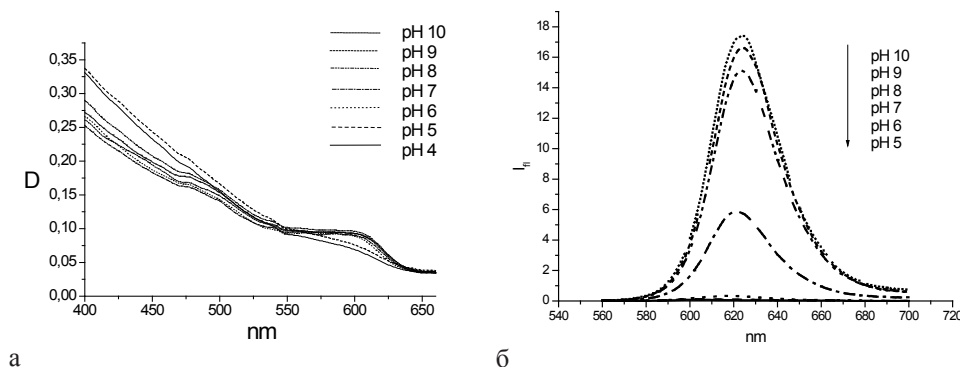 pH 10
pH 9
pH 8
pH 7
pH 6
pH 5
pH 4
0,35
0,30
0,25
0,20
0,15
0,10
0,05
0,00
D
400 450 500 550 600 650
nm
а
18
16
14
12
10
8
6
4
2
0
I fl
pH 10
pH 9
pH 8
pH 7
pH 6
pH 5
540 560 580 600 620 640 660 680 700 720
nm
б